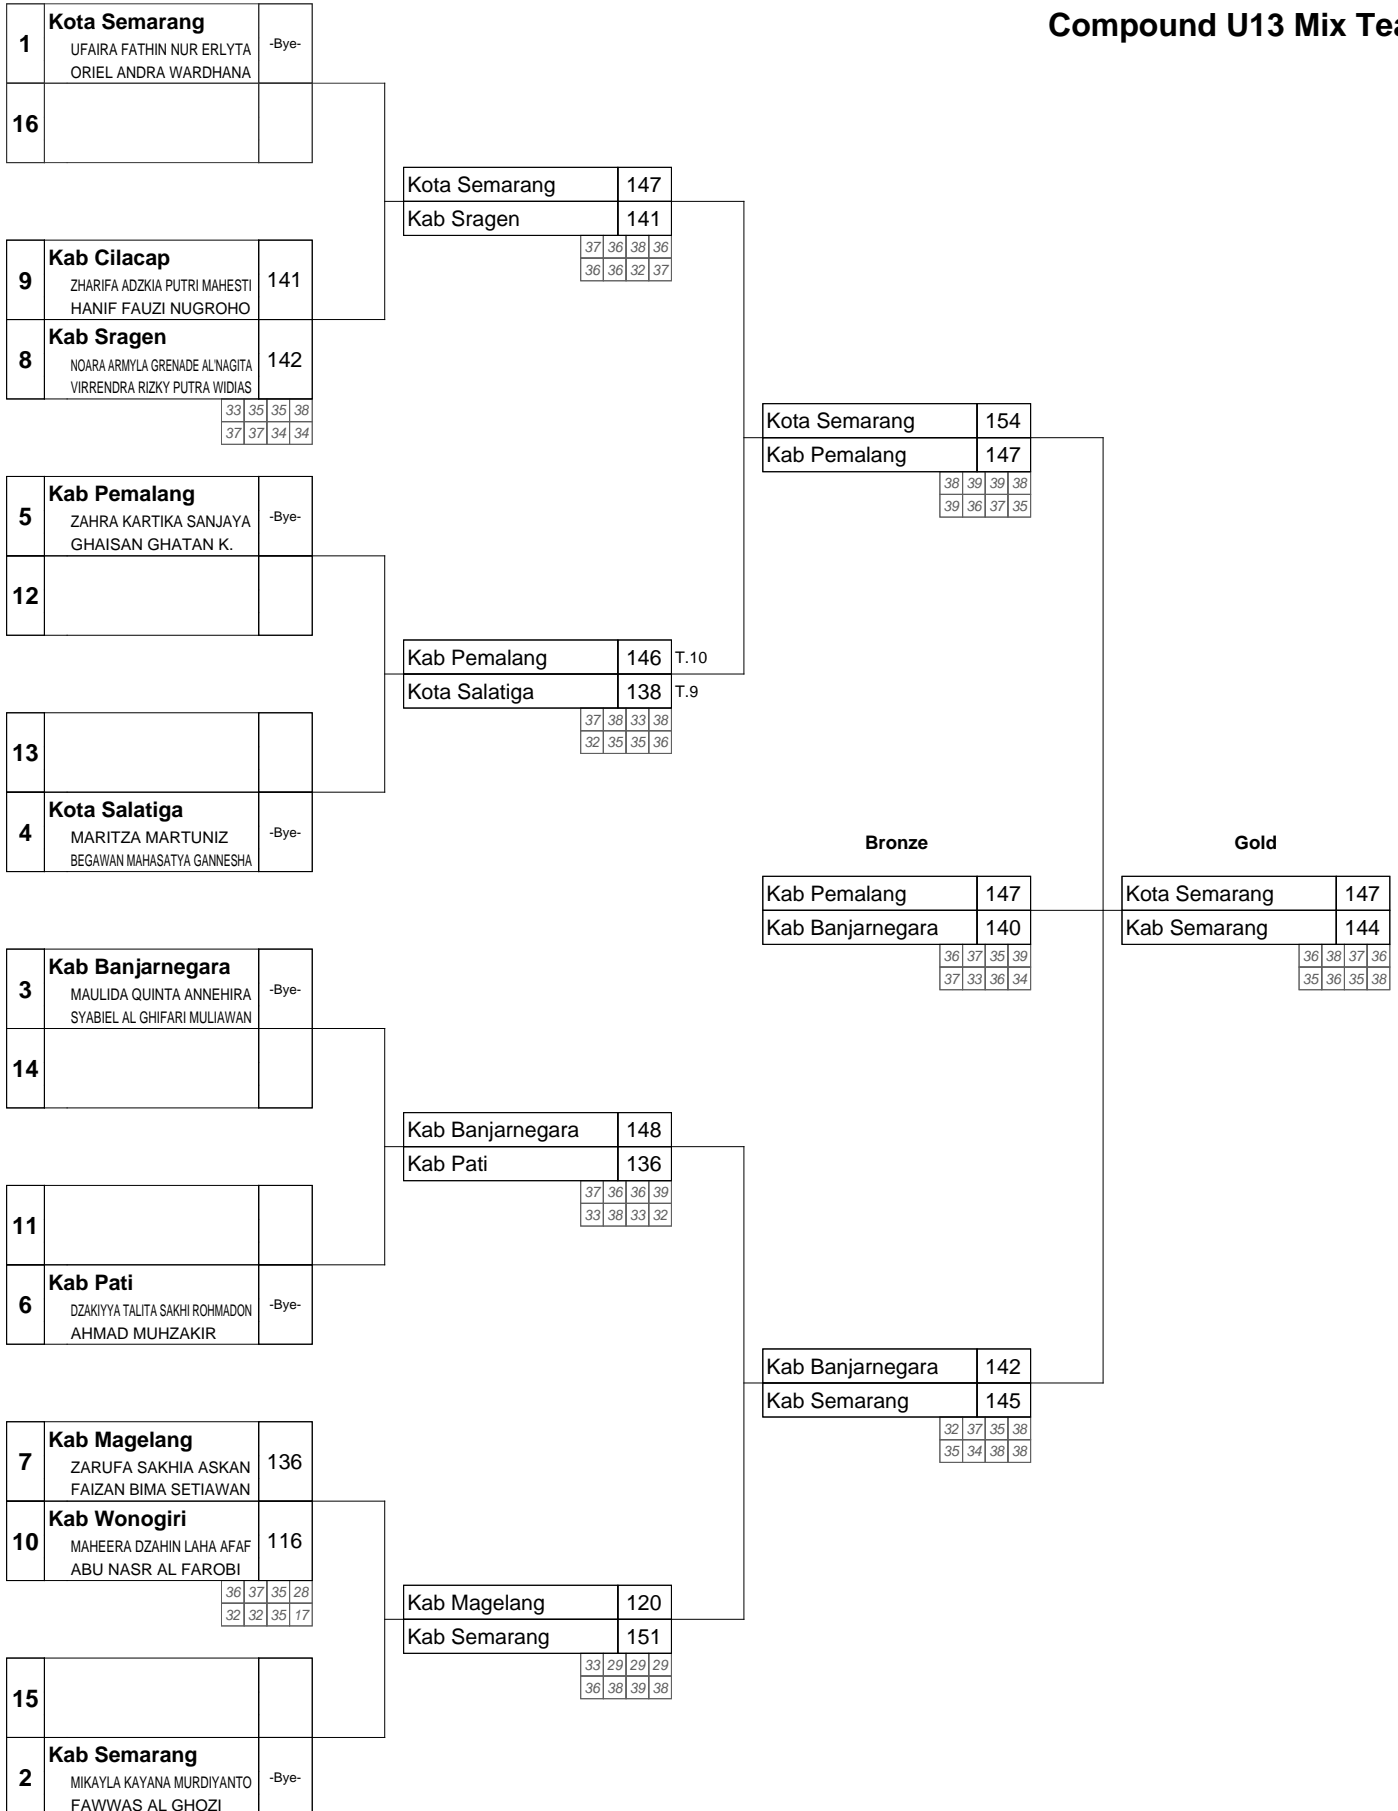 Compound U13 Mix Tea
1
Kota Semarang
UFAIRA FATHIN NUR ERLYTA
ORIEL ANDRA WARDHANA
-Bye-
16
Kota Semarang 147
Kab Sragen 141
37 36 38 36
36 36 32 37
9
Kab Cilacap
ZHARIFA ADZKIA PUTRI MAHESTI
HANIF FAUZI NUGROHO
141
8
Kab Sragen
NOARA ARMYLA GRENADE AL'NAGITA
VIRRENDRA RIZKY PUTRA WIDIAS
142
33 35 35 38
37 37 34 34
Kota Semarang 154
Kab Pemalang 147
38 39 39 38
39 36 37 35
5
Kab Pemalang
ZAHRA KARTIKA SANJAYA
GHAISAN GHATAN K.
-Bye-
12
Kab Pemalang 146 T.10
Kota Salatiga 138 T.9
37 38 33 38
32 35 35 36
13
4
Kota Salatiga
MARITZA MARTUNIZ
BEGAWAN MAHASATYA GANNESHA
-Bye-
Bronze
Kab Pemalang 147
Kab Banjarnegara 140
36 37 35 39
37 33 36 34
Gold
Kota Semarang 147
Kab Semarang 144
36 38 37 36
35 36 35 38
3
Kab Banjarnegara
MAULIDA QUINTA ANNEHIRA
SYABIEL AL GHIFARI MULIAWAN
-Bye-
14
Kab Banjarnegara 148
Kab Pati 136
37 36 36 39
33 38 33 32
11
6
Kab Pati
DZAKIYYA TALITA SAKHI ROHMADON
AHMAD MUHZAKIR
-Bye-
Kab Banjarnegara 142
Kab Semarang 145
32 37 35 38
35 34 38 38
7
Kab Magelang
ZARUFA SAKHIA ASKAN
FAIZAN BIMA SETIAWAN
136
10
Kab Wonogiri
MAHEERA DZAHIN LAHA AFAF
ABU NASR AL FAROBI
116
36 37 35 28
32 32 35 17
Kab Magelang 120
Kab Semarang 151
33 29 29 29
36 38 39 38
15
2
Kab Semarang
MIKAYLA KAYANA MURDIYANTO
FAWWAS AL GHOZI
-Bye-